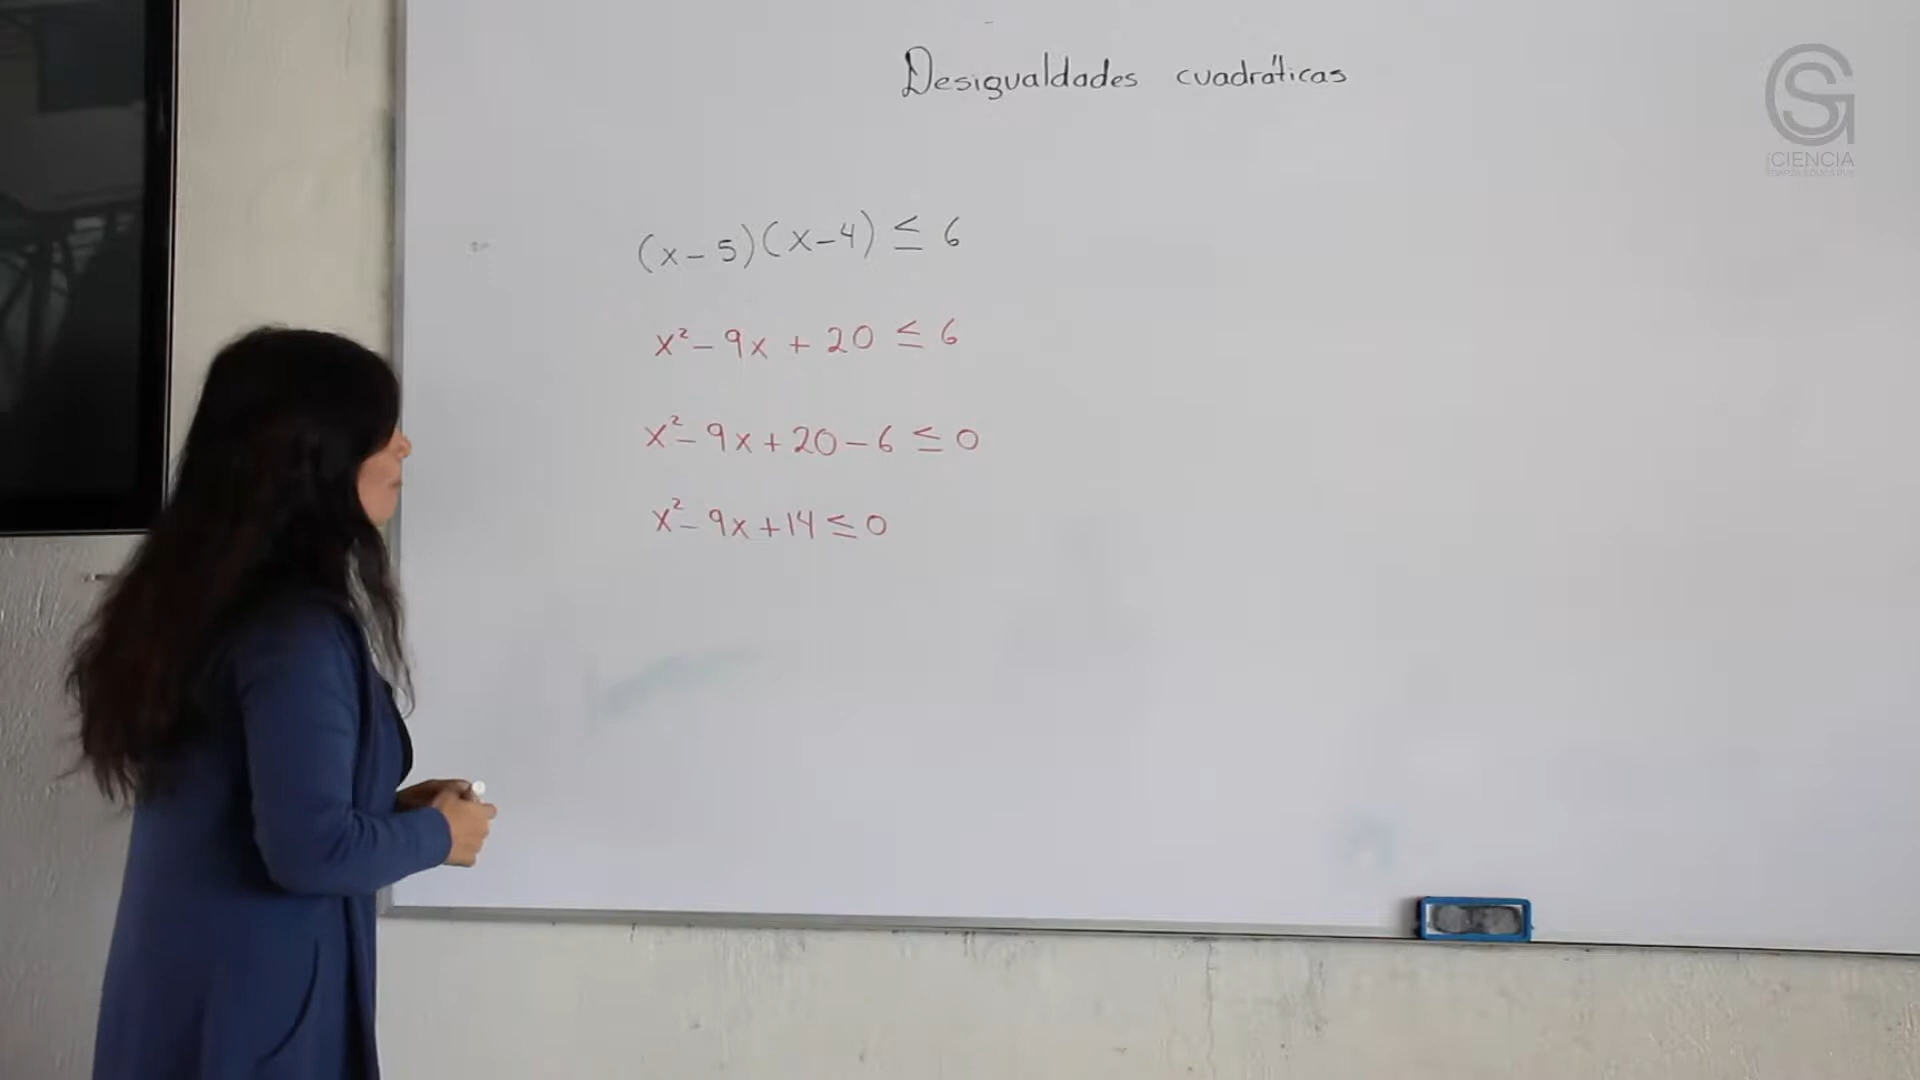 Desigualdades cuadráticas
(x-5)(x-4) ≤ 6
x² - 9x + 20 ≤ 6
x² - 9x + 20 - 6 ≤ 0
x² - 9x + 14 ≤ 0
SG
CIENCIA